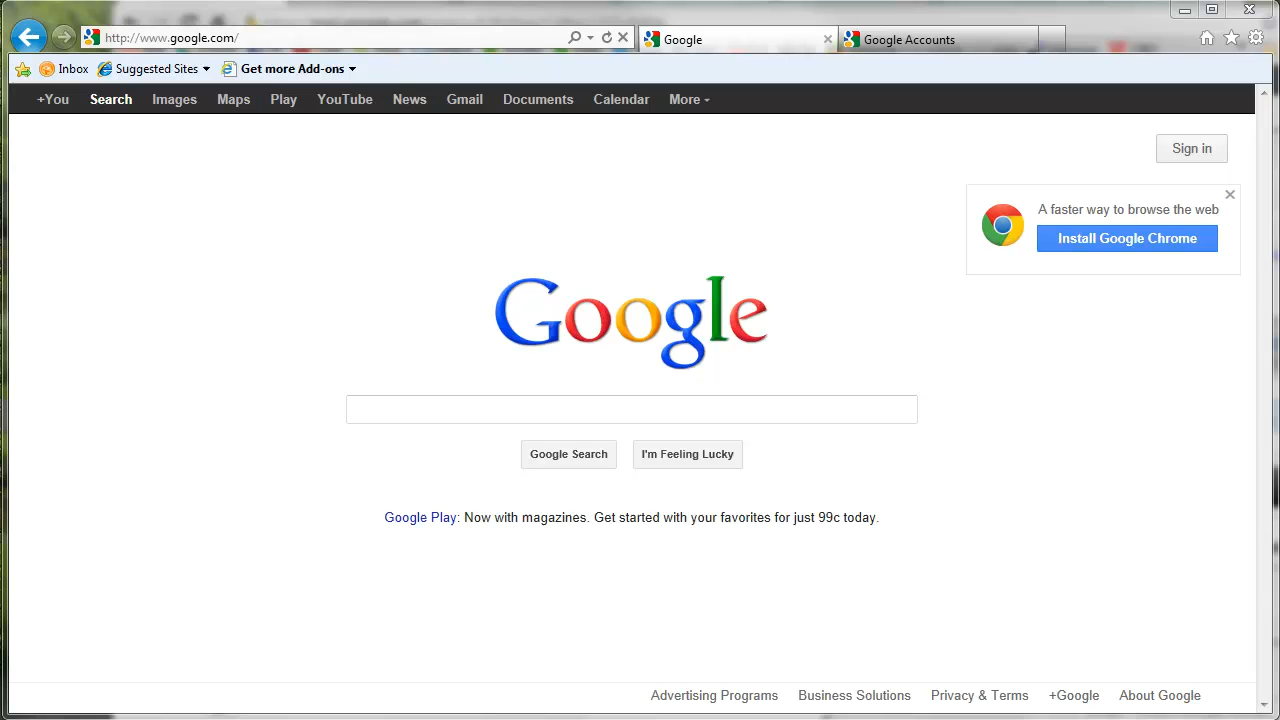 http://www.google.com/
Google
Google Accounts
Inbox Suggested Sites Get more Add-ons
+You Search Images Maps Play YouTube News Gmail Documents Calendar More
Sign in
A faster way to browse the web
Install Google Chrome
Google
Google Search I'm Feeling Lucky
Google Play: Now with magazines. Get started with your favorites for just 99c today.
Advertising Programs Business Solutions Privacy & Terms +Google About Google